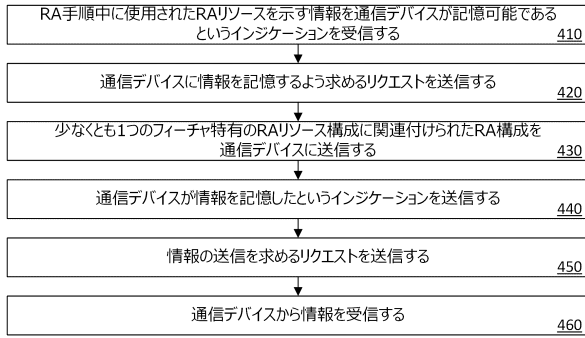 RA手順中に使用されたRAリソースを示す情報を通信デバイスが記憶可能である
というインジケーションを受信する
410
通信デバイスに情報を記憶するよう求めるリクエストを送信する
420
少なくとも1つのフィーチャ特有のRAリソース構成に関連付けられたRA構成を
通信デバイスに送信する
430
通信デバイスが情報を記憶したというインジケーションを送信する
440
情報の送信を求めるリクエストを送信する
450
通信デバイスから情報を受信する
460